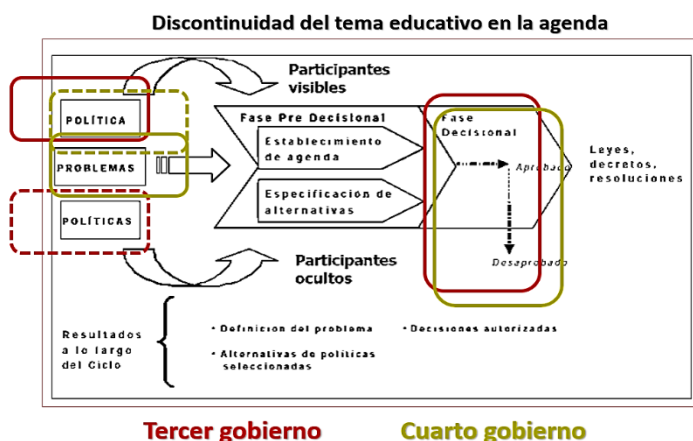 Discontinuidad del tema educativo en la agenda
Participantes
visibles
POLÍTICA
PROBLEMAS
POLÍTICAS
Fase Pre Decisional
Establecimiento
de agenda
Especificación de
alternativas
Fase
Decisional
Aprobado
Desaprobado
Leyes,
decretos,
resoluciones
Participantes
ocultos
Resultados
a lo largo
del Ciclo
• Definición del problema
• Alternativas de políticas
seleccionadas
• Decisiones autorizadas
Tercer gobierno
Cuarto gobierno